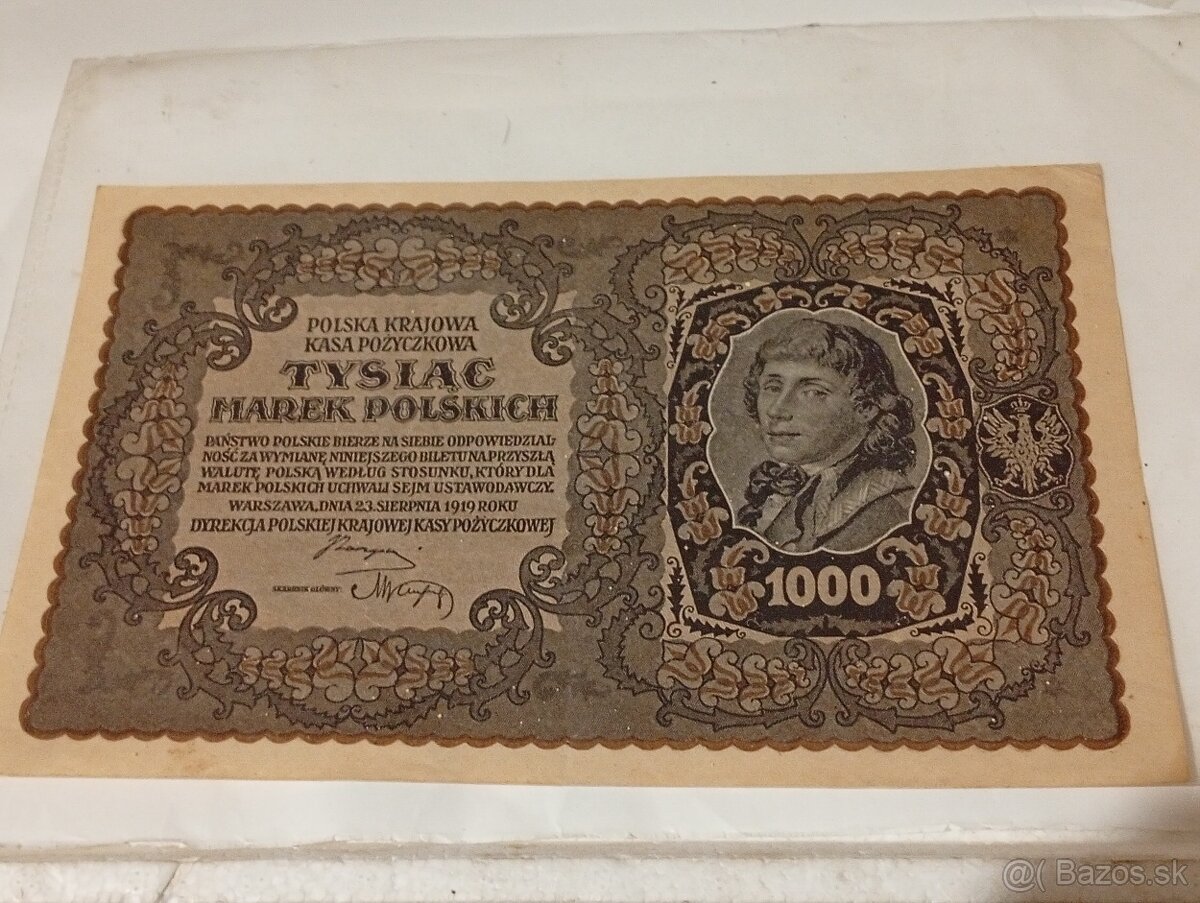 POLSKA KRAJOWA
KASA POŻYCZKOWA
TYSIĄC
MAREK POLSKICH
PAŃSTWO POLSKIE BIERZE NA SIEBIE ODPOWIEDZIAL
NOŚĆ ZA WYMIANĘ NINIEJSZEGO BILETU NA PRZYSZŁĄ
WALUTĘ POLSKĄ WEDŁUG STOSUNKU, KTÓRY DLA
MAREK POLSKICH UCHWALI SEJM USTAWODAWCZY.
WARSZAWA, DNIA 23. SIERPNIA 1919 ROKU
DYREKCJA POLSKIEJ KRAJOWEJ KASY POŻYCZKOWEJ
SKARBNIK GŁÓWNY
1000
@( Bazos.sk